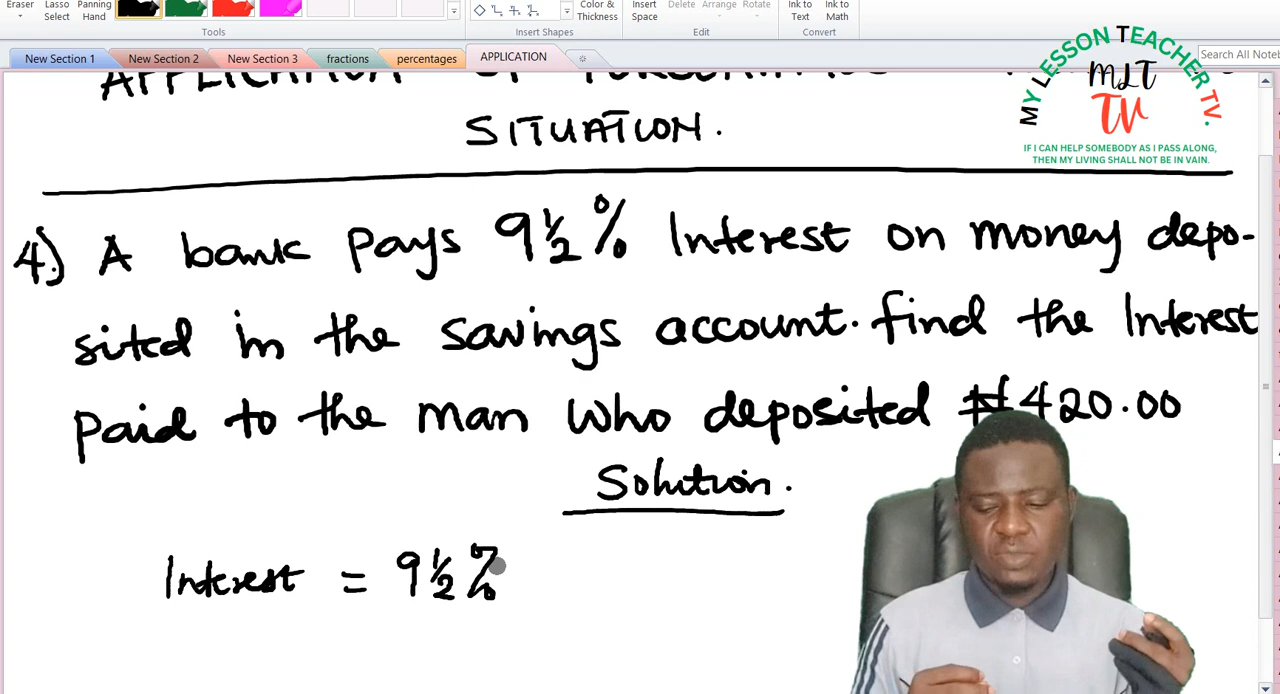 Eraser
Lasso Select
Panning Hand
Color & Thickness
Insert Space
Delete
Arrange
Rotate
Ink to Text
Ink to Math
Tools
Insert Shapes
Edit
Convert
New Section 1
New Section 2
New Section 3
fractions
percentages
APPLICATION
Search All Noteb
MY LESSON TEACHER TV.
MLT
TV
IF I CAN HELP SOMEBODY AS I PASS ALONG,
THEN MY LIVING SHALL NOT BE IN VAIN.
APPLICATION OF
SITUATION.
4.) A bank pays 9½% Interest on money depo-
sited in the savings account. find the Interest
paid to the man who deposited ₦420.00
Solution.
Interest = 9½%